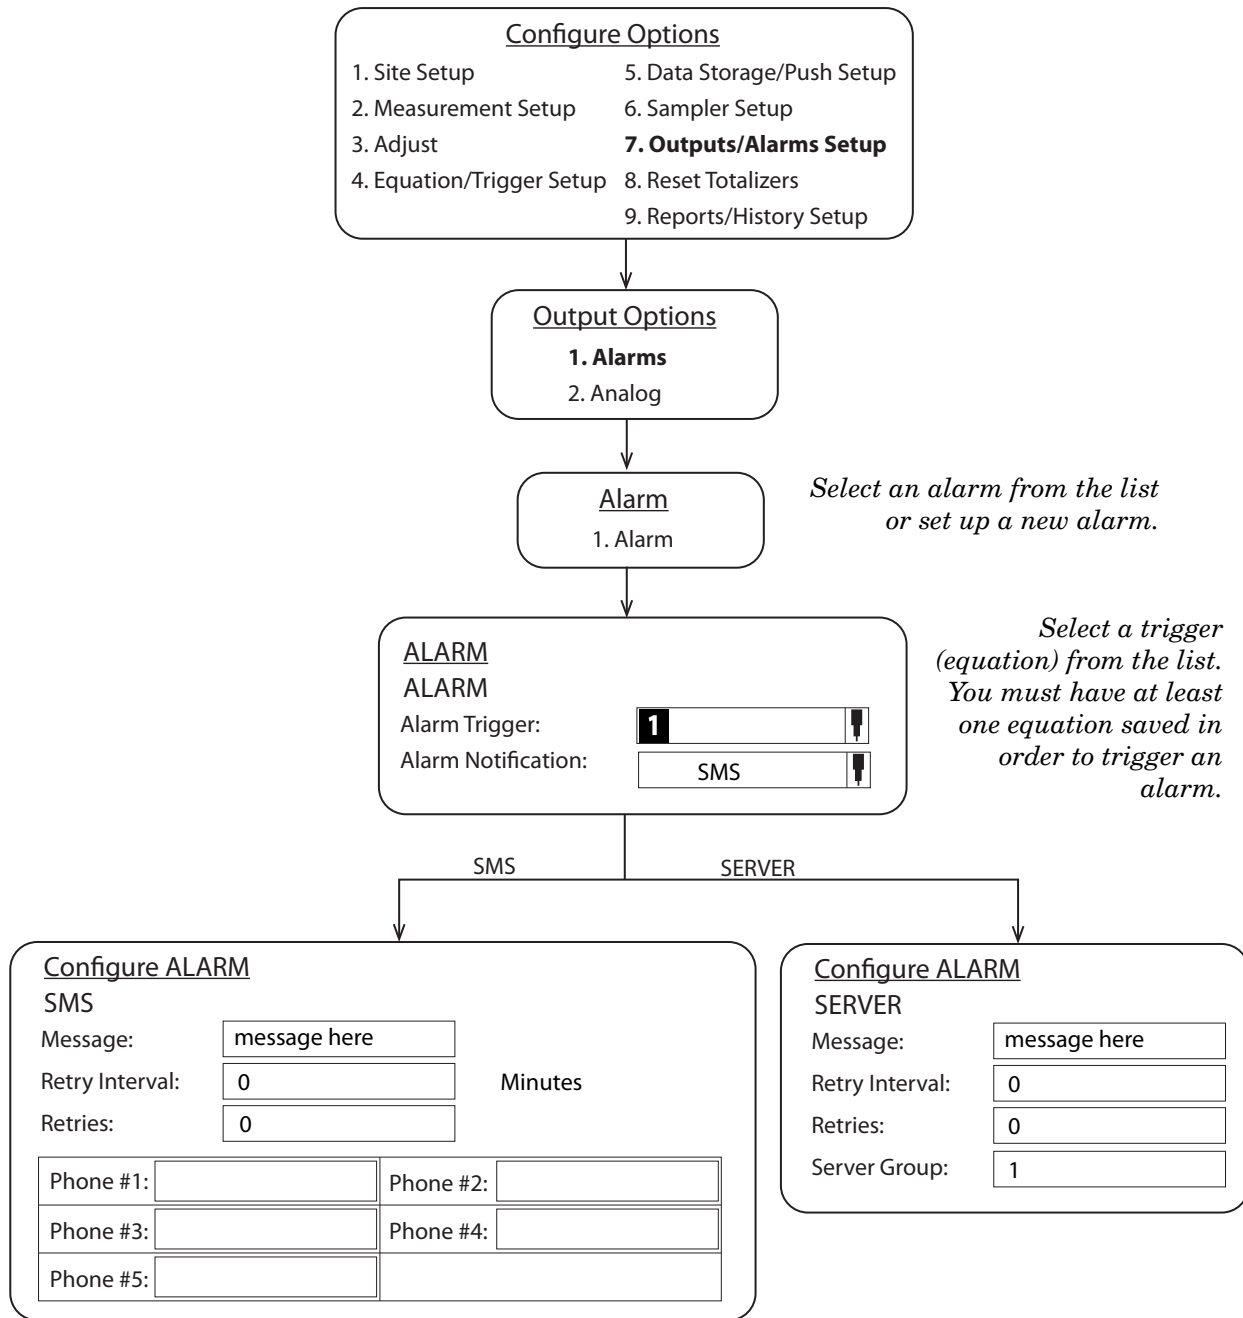 Configure Options
1. Site Setup
2. Measurement Setup
3. Adjust
4. Equation/Trigger Setup
5. Data Storage/Push Setup
6. Sampler Setup
7. Outputs/Alarms Setup
8. Reset Totalizers
9. Reports/History Setup
Output Options
1. Alarms
2. Analog
Alarm
1. Alarm
Select an alarm from the list
or set up a new alarm.
ALARM
ALARM
Alarm Trigger: 1
Alarm Notification: SMS
Select a trigger
(equation) from the list.
You must have at least
one equation saved in
order to trigger an
alarm.
SMS
SERVER
Configure ALARM
SMS
Message: message here
Retry Interval: 0 Minutes
Retries: 0
Phone #1: Phone #2:
Phone #3: Phone #4:
Phone #5:
Configure ALARM
SERVER
Message: message here
Retry Interval: 0
Retries: 0
Server Group: 1